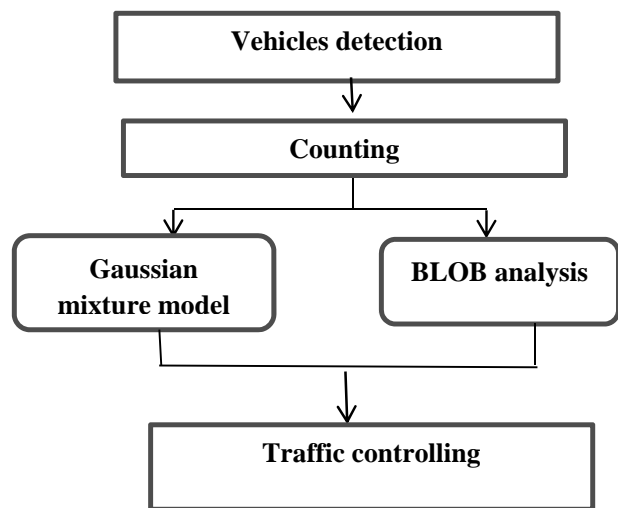 Vehicles detection
Counting
Gaussian
mixture model
BLOB analysis
Traffic controlling